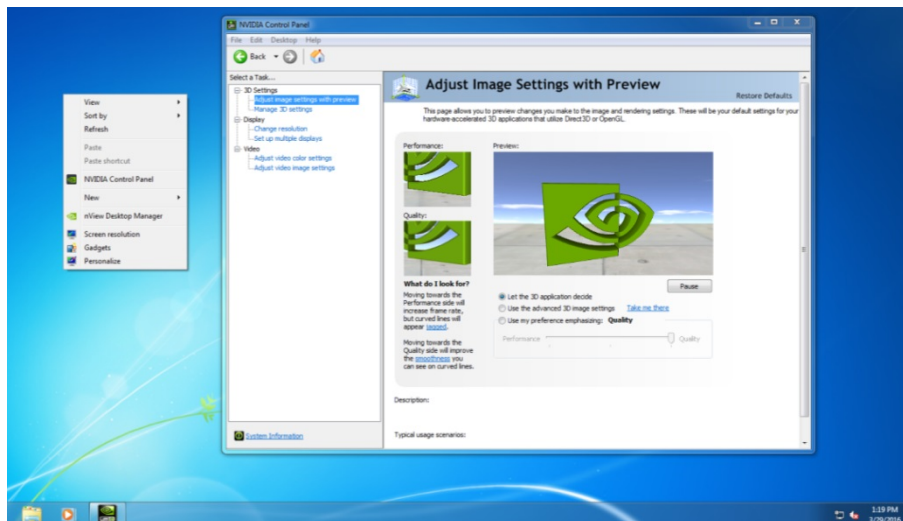 View
Sort by
Refresh
Paste
Paste shortcut
NVIDIA Control Panel
New
nView Desktop Manager
Screen resolution
Gadgets
Personalize
NVIDIA Control Panel
File Edit Desktop Help
Back
Select a Task...
3D Settings
Adjust image settings with preview
Manage 3D settings
Display
Change resolution
Set up multiple displays
Video
Adjust video color settings
Adjust video image settings
System Information
Adjust Image Settings with Preview
Restore Defaults
This page allows you to preview changes you make to the image and rendering settings. These will be your default settings for your
hardware-accelerated 3D applications that utilize Direct3D or OpenGL.
Performance:
Quality:
What do I look for?
Moving towards the
Performance side will
increase frame rate,
but curved lines will
appear jagged.
Moving towards the
Quality side will improve
the smoothness you
can see on curved lines.
Preview:
Pause
Let the 3D application decide
Use the advanced 3D image settings Take me there
Use my preference emphasizing: Quality
Performance Quality
Description:
Typical usage scenarios:
1:19 PM
3/29/2016